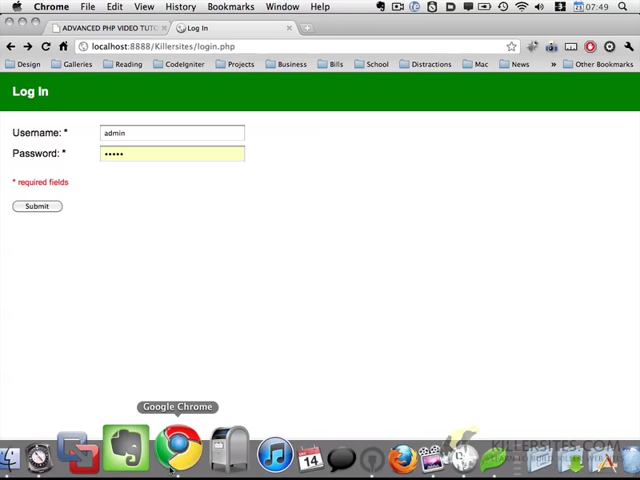 Chrome File Edit View History Bookmarks Window Help 07:49
ADVANCED PHP VIDEO TUTO Log In
localhost:8888/Killersites/login.php
Design Galleries Reading CodeIgniter Projects Business Bills School Distractions Mac News » Other Bookmarks
Log In
Username: * admin
Password: * •••••
* required fields
Submit
Google Chrome
14
KILLERSITES.COM